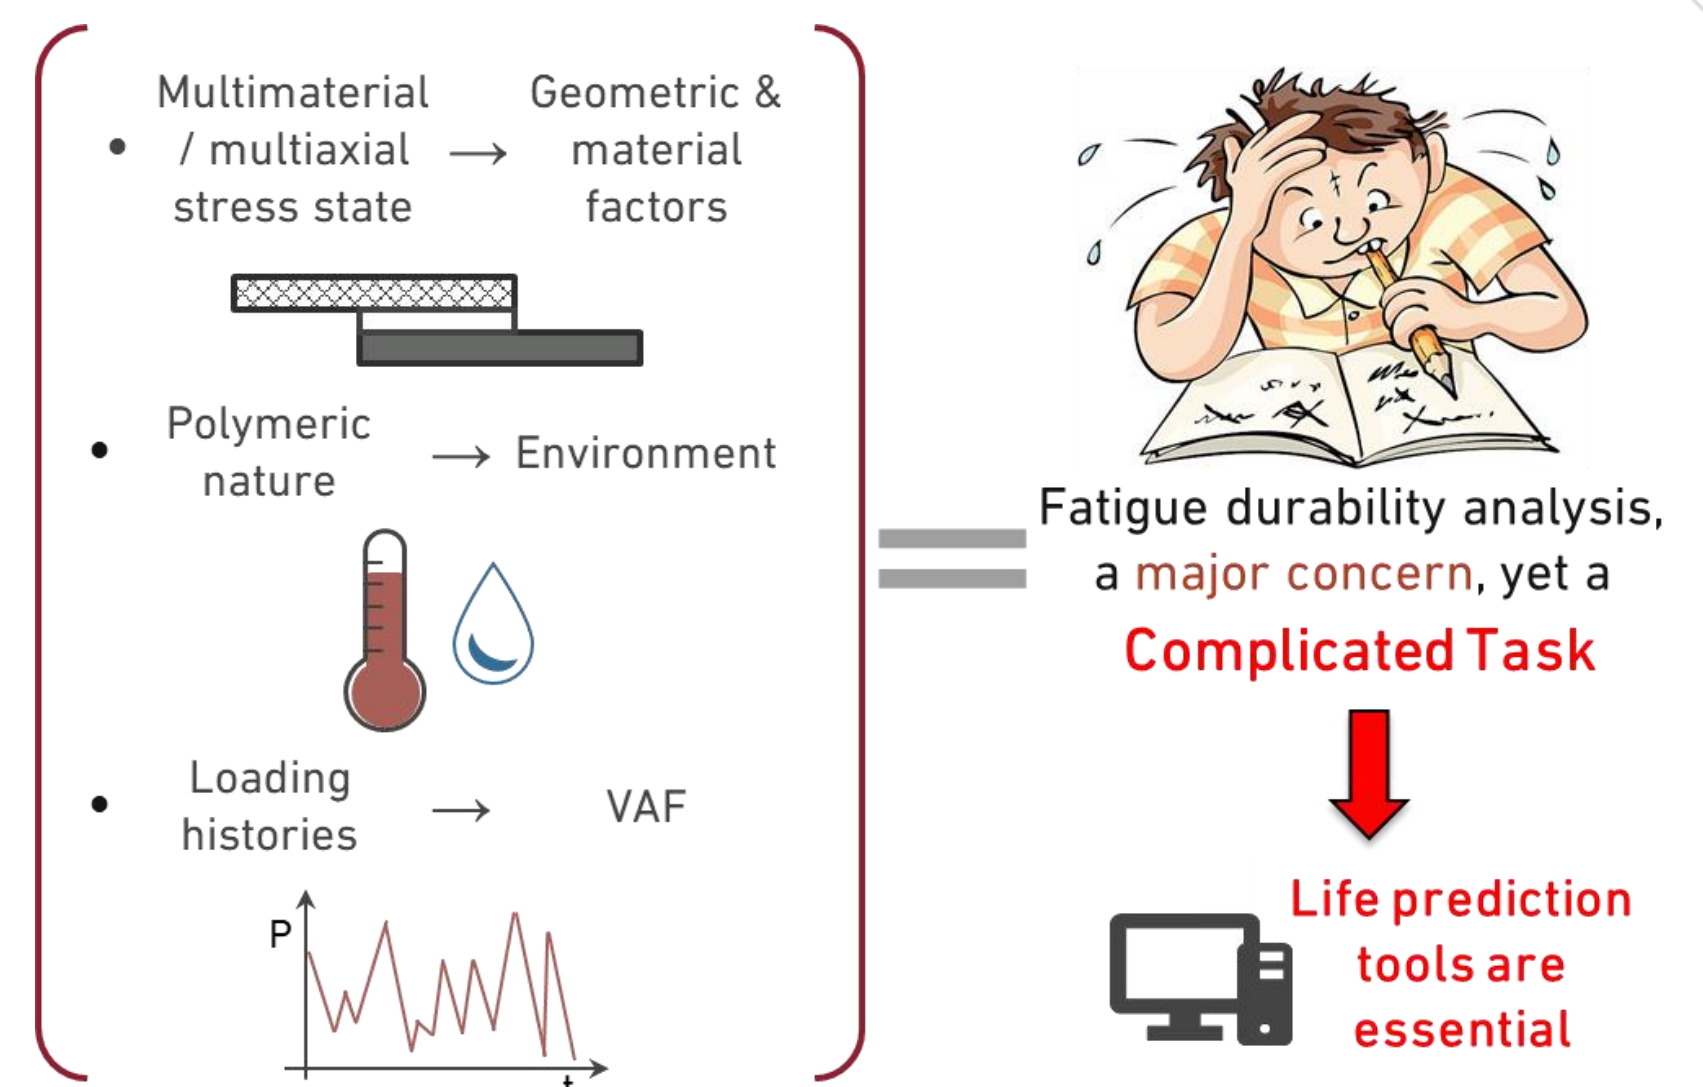 Multimaterial
/ multiaxial
stress state
→
Geometric &
material
factors
Polymeric
nature
→
Environment
Loading
histories
→
VAF
P
t
Fatigue durability analysis,
a major concern, yet a
Complicated Task
Life prediction
tools are
essential